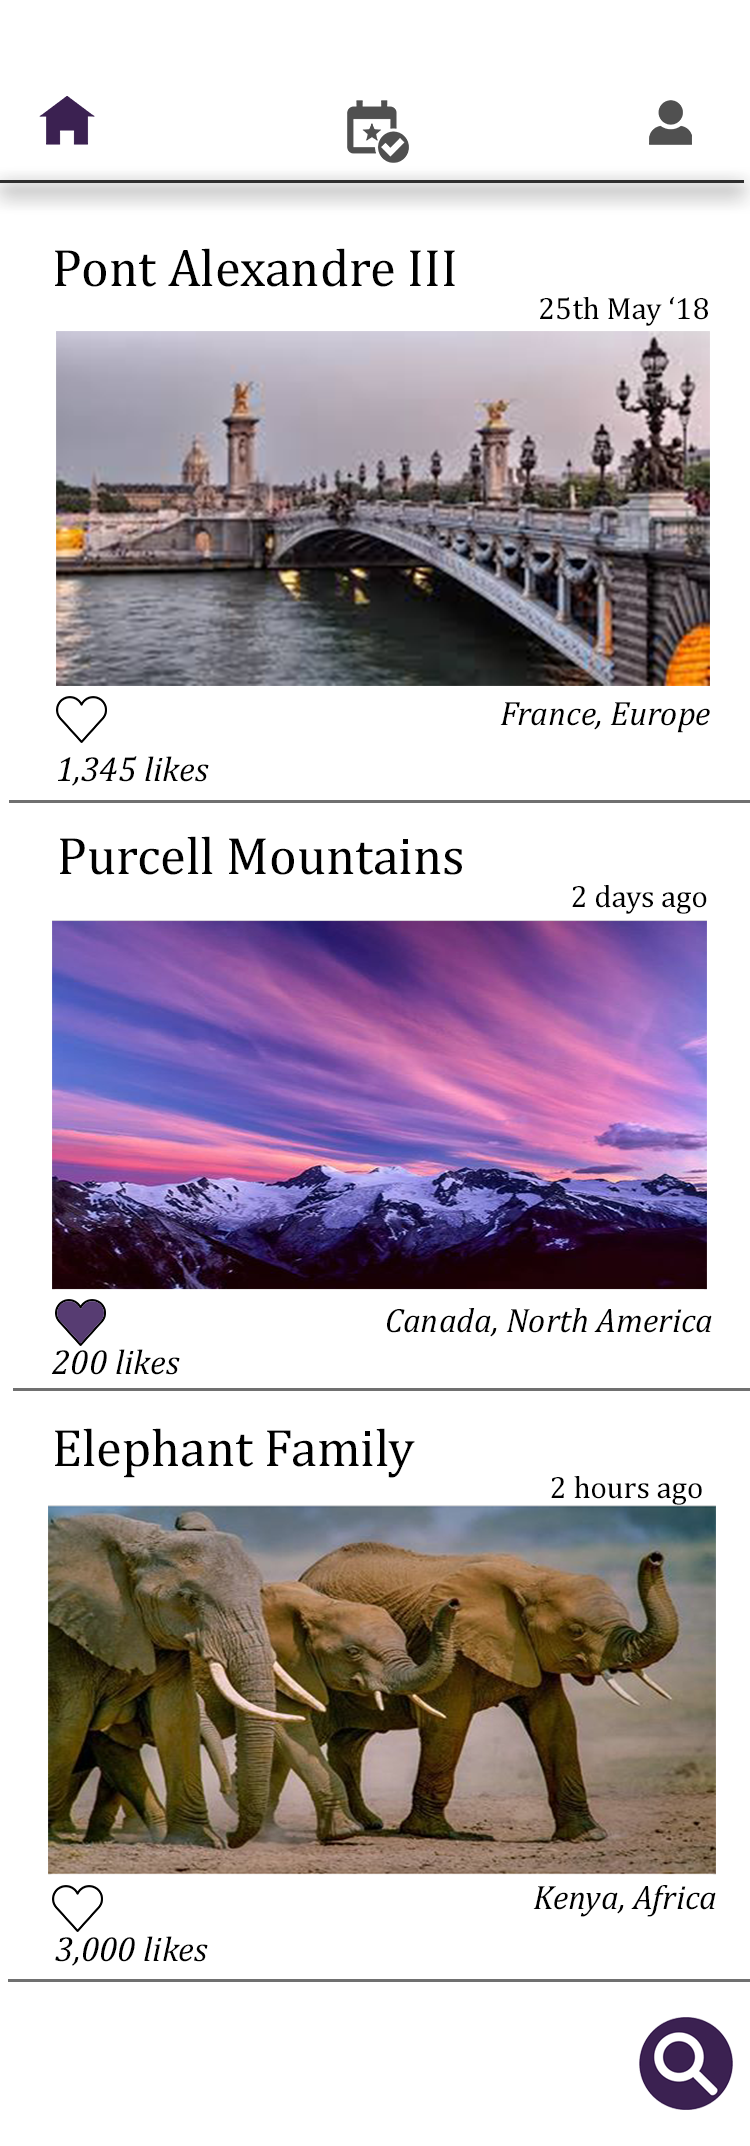 Pont Alexandre III
25th May ‘18
France, Europe
1,345 likes
Purcell Mountains
2 days ago
Canada, North America
200 likes
Elephant Family
2 hours ago
Kenya, Africa
3,000 likes